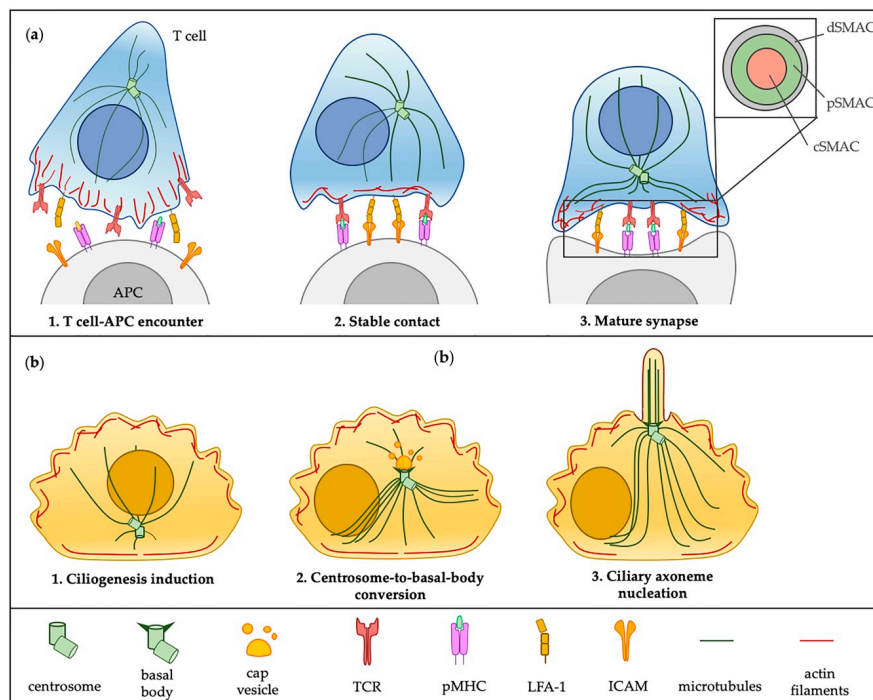 (a)
T cell
dSMAC
pSMAC
cSMAC
APC
1. T cell-APC encounter
2. Stable contact
3. Mature synapse
(b)
(b)
1. Ciliogenesis induction
2. Centrosome-to-basal-body
conversion
3. Ciliary axoneme
nucleation
centrosome
basal
body
cap
vesicle
TCR
pMHC
LFA-1
ICAM
microtubules
actin
filaments